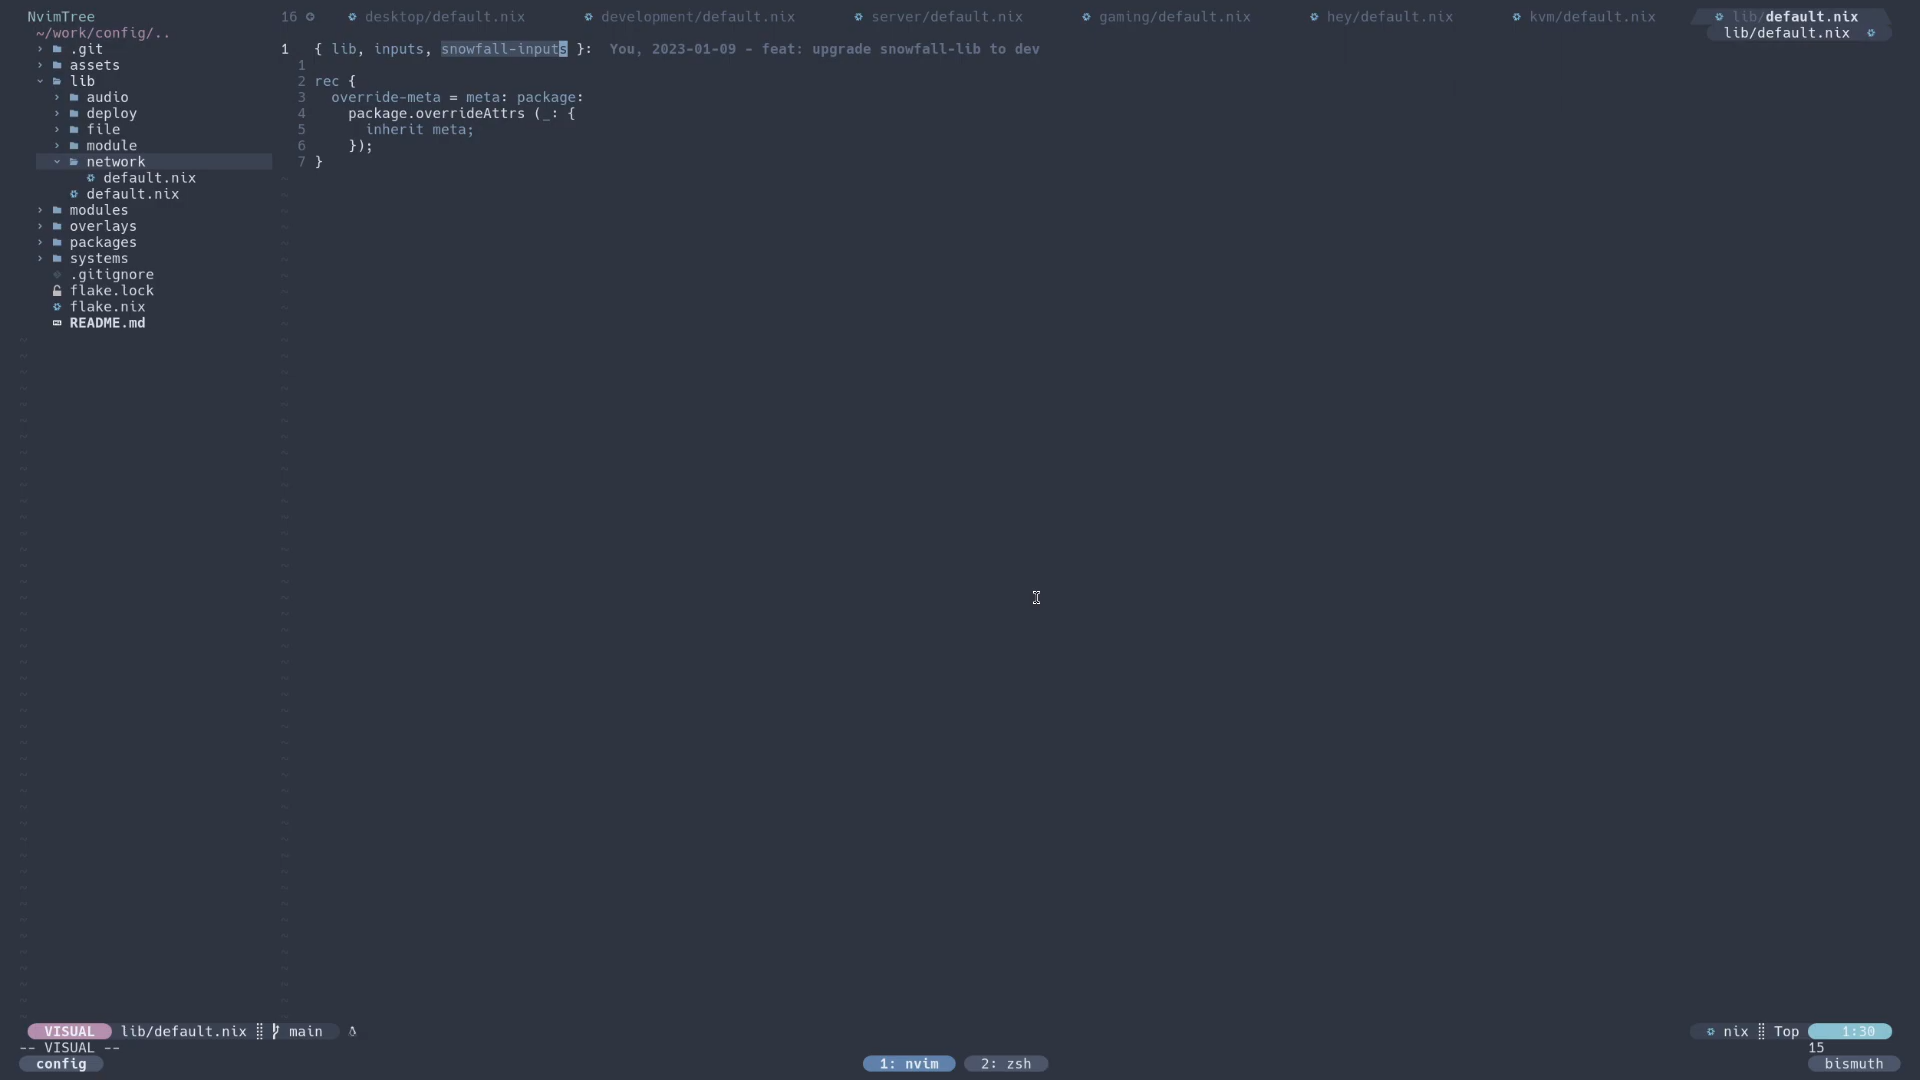 NvimTree
~/work/config/..
.git
assets
lib
audio
deploy
file
module
network
default.nix
default.nix
modules
overlays
packages
systems
.gitignore
flake.lock
flake.nix
README.md
16 desktop/default.nix development/default.nix server/default.nix gaming/default.nix hey/default.nix kvm/default.nix lib/default.nix
lib/default.nix
1 { lib, inputs, snowfall-inputs }: You, 2023-01-09 - feat: upgrade snowfall-lib to dev
1
2 rec {
3 override-meta = meta: package:
4 package.overrideAttrs (_: {
5 inherit meta;
6 });
7 }
VISUAL lib/default.nix main nix Top 1:30
-- VISUAL -- 15
config 1: nvim 2: zsh bismuth